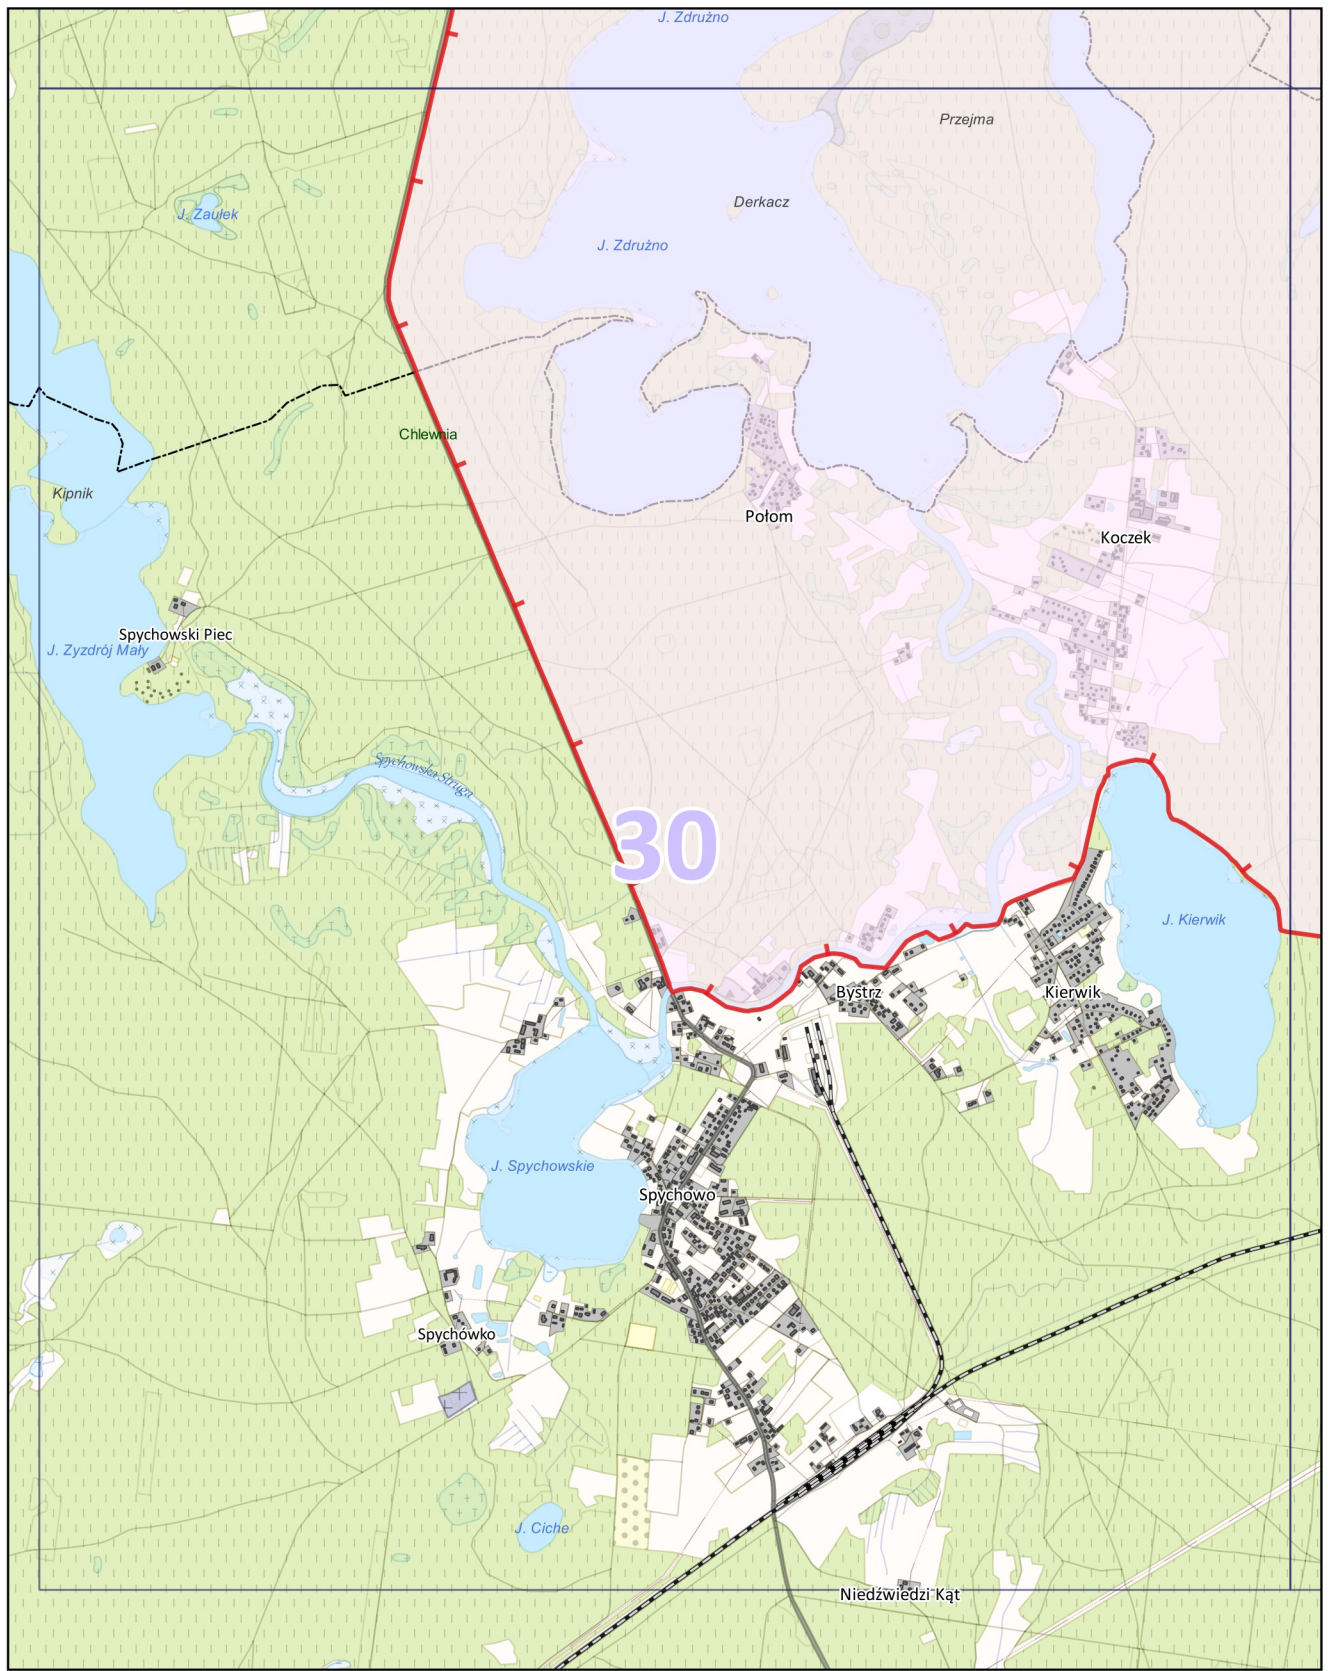 J. Zdrużno
Przejma
Derkacz
J. Zaułek
J. Zdrużno
Chlewnia
Kipnik
Połom
Koczek
Spychowski Piec
J. Zyzdrój Mały
Spychowska Struga
30
J. Kierwik
Bystrz
Kierwik
J. Spychowskie
Spychowo
Spychówko
J. Ciche
Niedźwiedzi Kąt